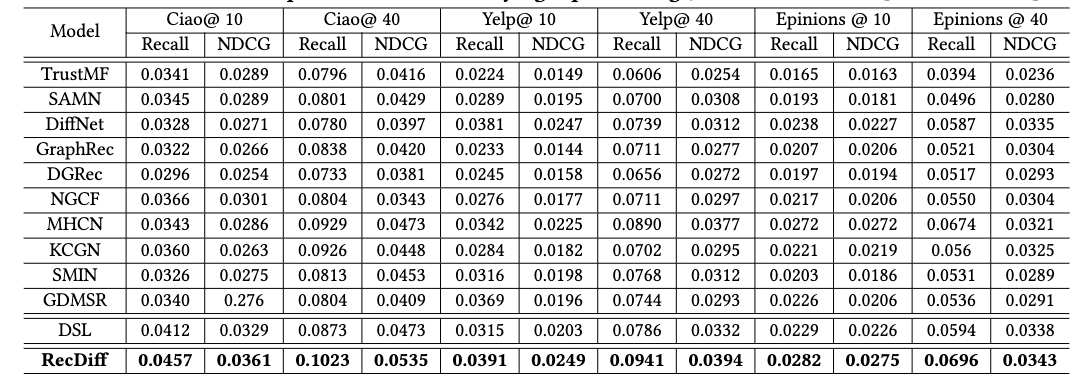 Model Ciao@ 10 Ciao@ 40 Yelp@ 10 Yelp@ 40 Epinions @ 10 Epinions @ 40
Recall NDCG Recall NDCG Recall NDCG Recall NDCG Recall NDCG Recall NDCG
TrustMF 0.0341 0.0289 0.0796 0.0416 0.0224 0.0149 0.0606 0.0254 0.0165 0.0163 0.0394 0.0236
SAMN 0.0345 0.0289 0.0801 0.0429 0.0289 0.0195 0.0700 0.0308 0.0193 0.0181 0.0496 0.0280
DiffNet 0.0328 0.0271 0.0780 0.0397 0.0381 0.0247 0.0739 0.0312 0.0238 0.0227 0.0587 0.0335
GraphRec 0.0322 0.0266 0.0838 0.0420 0.0233 0.0144 0.0711 0.0277 0.0207 0.0206 0.0521 0.0304
DGRec 0.0296 0.0254 0.0733 0.0381 0.0245 0.0158 0.0656 0.0272 0.0197 0.0194 0.0517 0.0293
NGCF 0.0366 0.0301 0.0804 0.0343 0.0276 0.0177 0.0711 0.0297 0.0217 0.0206 0.0550 0.0304
MHCN 0.0343 0.0286 0.0929 0.0473 0.0342 0.0225 0.0890 0.0377 0.0272 0.0272 0.0674 0.0321
KCGN 0.0360 0.0263 0.0926 0.0448 0.0284 0.0182 0.0702 0.0295 0.0221 0.0219 0.056 0.0325
SMIN 0.0326 0.0275 0.0813 0.0453 0.0316 0.0198 0.0768 0.0312 0.0203 0.0186 0.0531 0.0289
GDMSR 0.0340 0.276 0.0804 0.0409 0.0369 0.0196 0.0744 0.0293 0.0226 0.0206 0.0536 0.0291
DSL 0.0412 0.0329 0.0873 0.0473 0.0315 0.0203 0.0786 0.0332 0.0229 0.0226 0.0594 0.0338
RecDiff 0.0457 0.0361 0.1023 0.0535 0.0391 0.0249 0.0941 0.0394 0.0282 0.0275 0.0696 0.0343